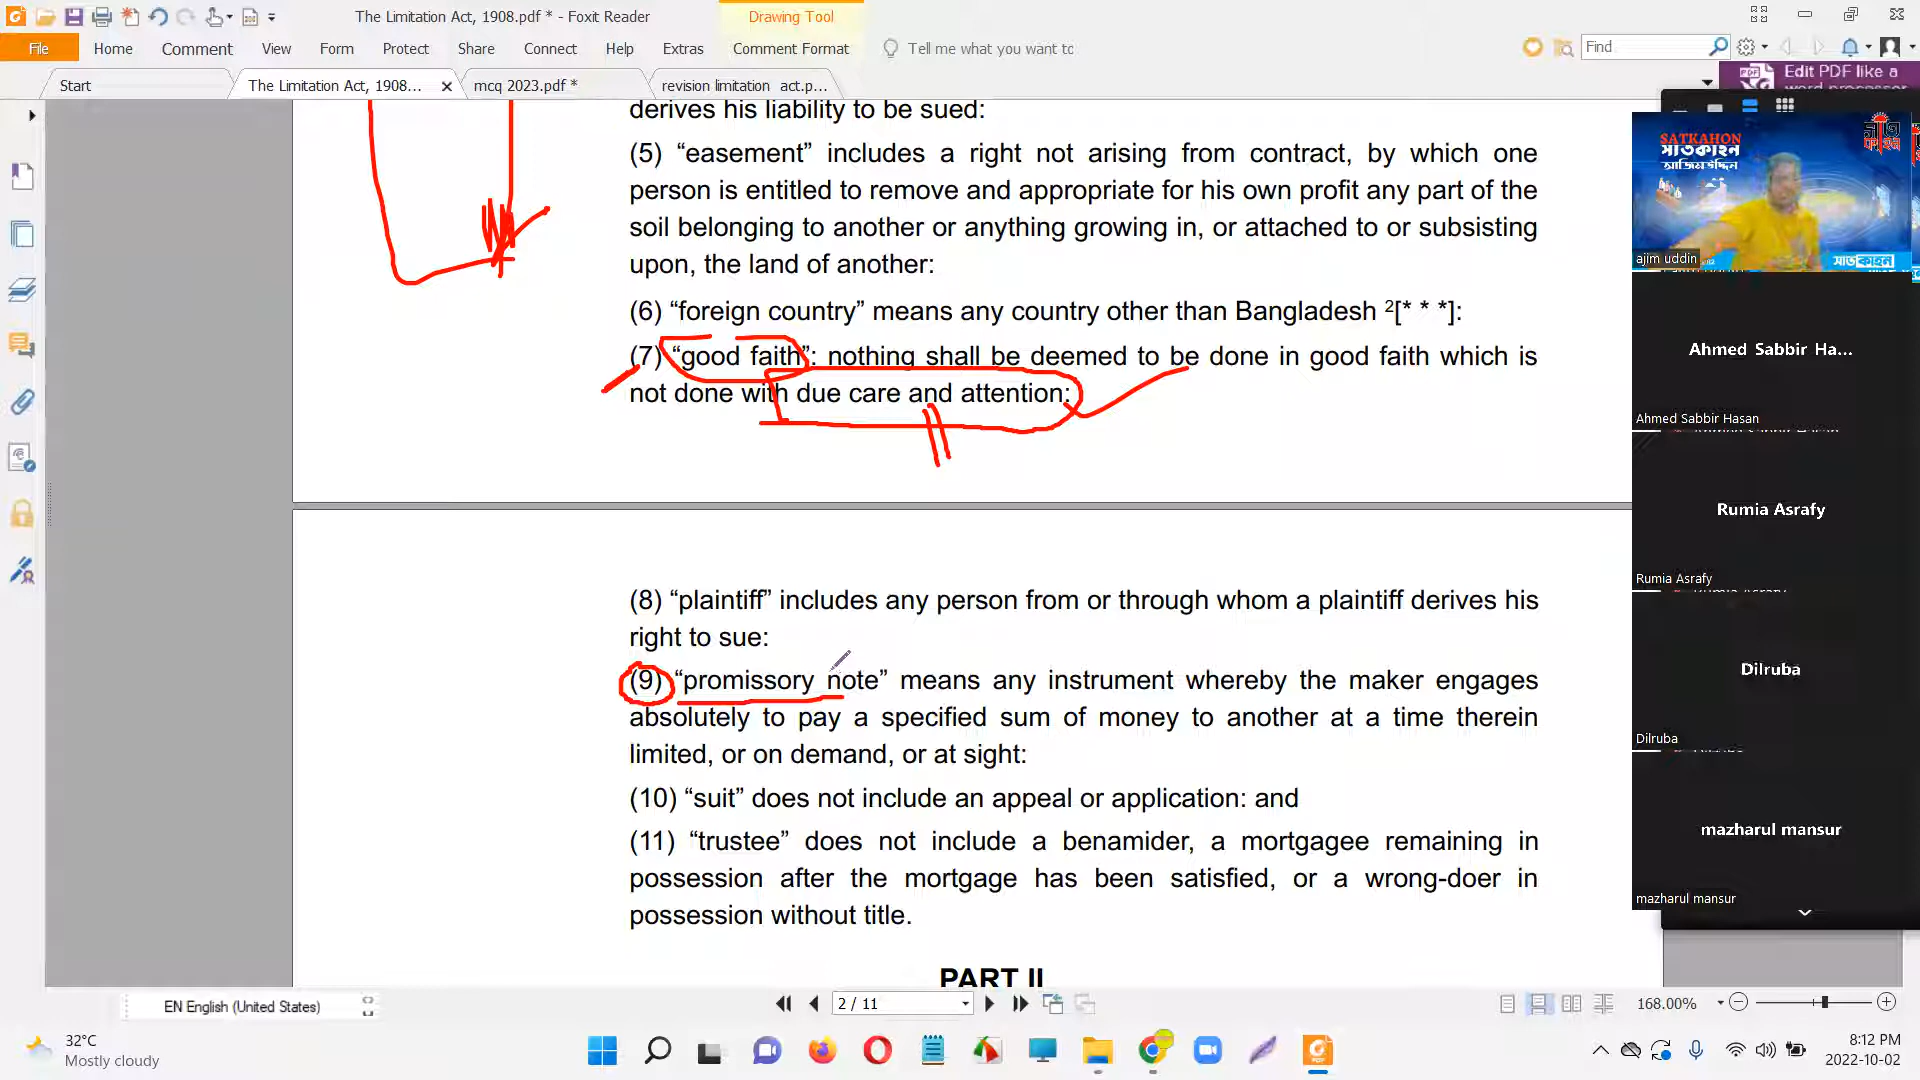 The Limitation Act, 1908.pdf * - Foxit Reader
Drawing Tool
File
Home
Comment
View
Form
Protect
Share
Connect
Help
Extras
Comment Format
Tell me what you want to
Find
Start
The Limitation Act, 1908...
mcq 2023.pdf *
revision limitation act.p...
Edit PDF like a
word processor
derives his liability to be sued:
(5) “easement” includes a right not arising from contract, by which one
person is entitled to remove and appropriate for his own profit any part of the
soil belonging to another or anything growing in, or attached to or subsisting
upon, the land of another:
(6) “foreign country” means any country other than Bangladesh 2[* * *]:
(7) “good faith”: nothing shall be deemed to be done in good faith which is
not done with due care and attention:
(8) “plaintiff” includes any person from or through whom a plaintiff derives his
right to sue:
(9) “promissory note” means any instrument whereby the maker engages
absolutely to pay a specified sum of money to another at a time therein
limited, or on demand, or at sight:
(10) “suit” does not include an appeal or application: and
(11) “trustee” does not include a benamider, a mortgagee remaining in
possession after the mortgage has been satisfied, or a wrong-doer in
possession without title.
PART II
SATKAHON
সাতকাহন
আজিম উদ্দিন
সাতকাহন
ajim uddin
সাতকাহন
Ahmed Sabbir Ha...
Ahmed Sabbir Hasan
Rumia Asrafy
Rumia Asrafy
Dilruba
Dilruba
mazharul mansur
mazharul mansur
EN English (United States)
2 / 11
168.00%
32°C
Mostly cloudy
8:12 PM
2022-10-02